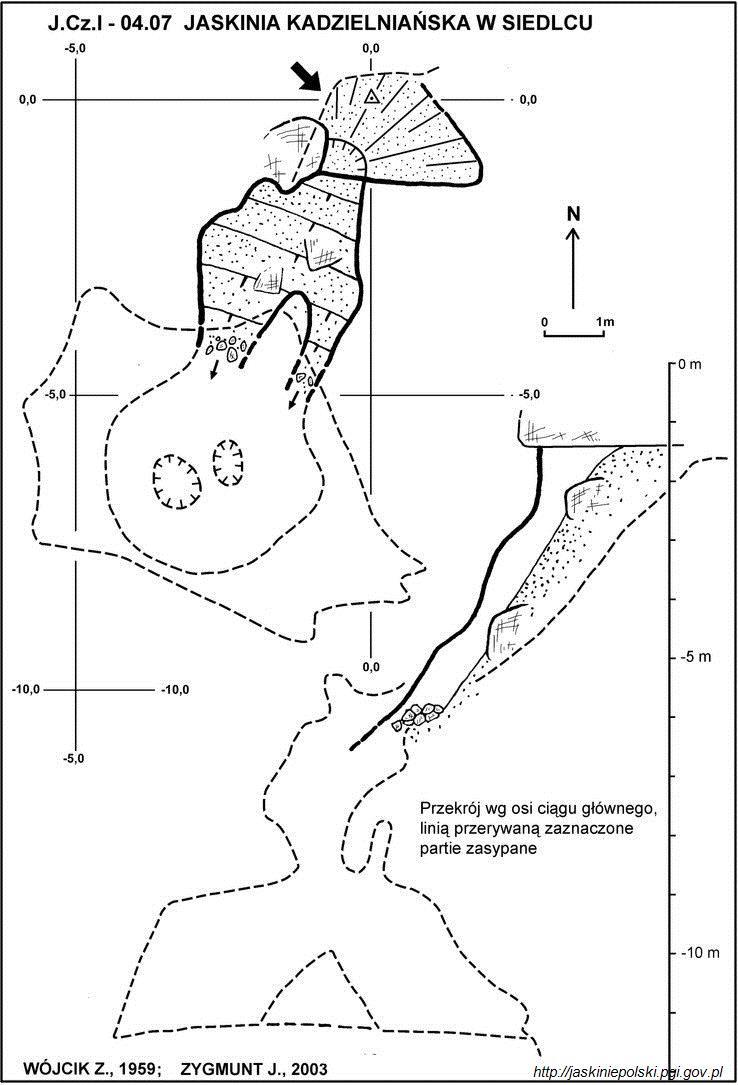 J.Cz.I - 04.07 JASKINIA KADZIELNIAŃSKA W SIEDLCU
-5,0
0,0
0,0
0,0
N
0
1m
0 m
-5,0
-5,0
-5 m
0,0
-10,0
-10,0
-5,0
Przekrój wg osi ciągu głównego,
linią przerywaną zaznaczone
partie zasypane
-10 m
WÓJCIK Z., 1959; ZYGMUNT J., 2003
http://jaskiniepolski.pgi.gov.pl